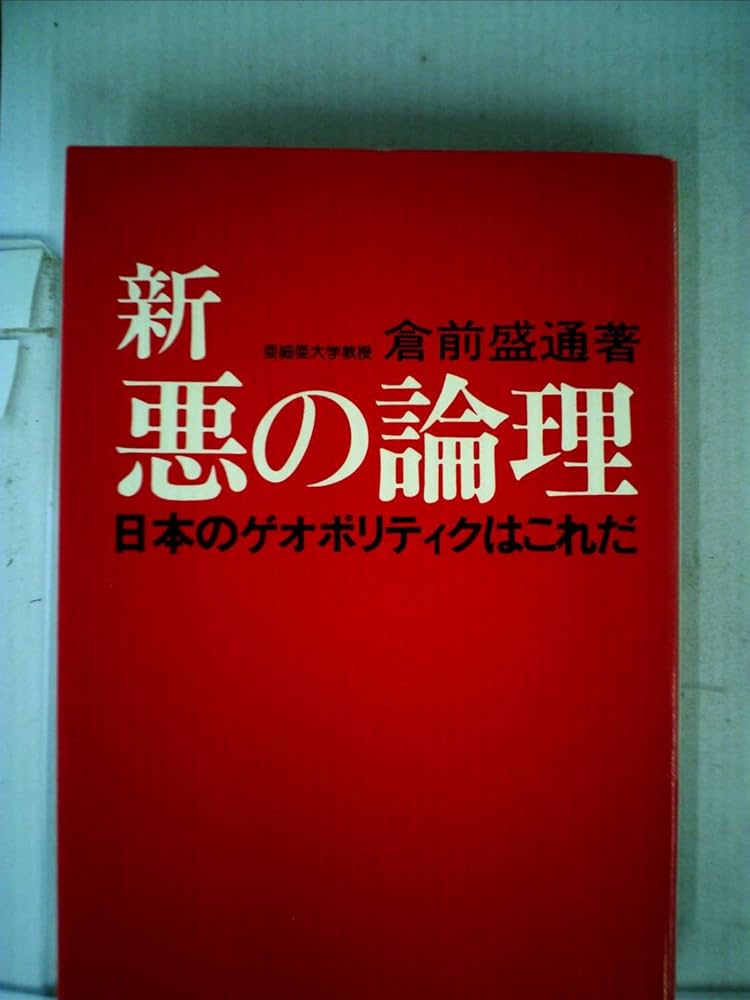 新
亜細亜大学教授 倉前盛通著
悪の論理
日本のゲオポリティクはこれだ